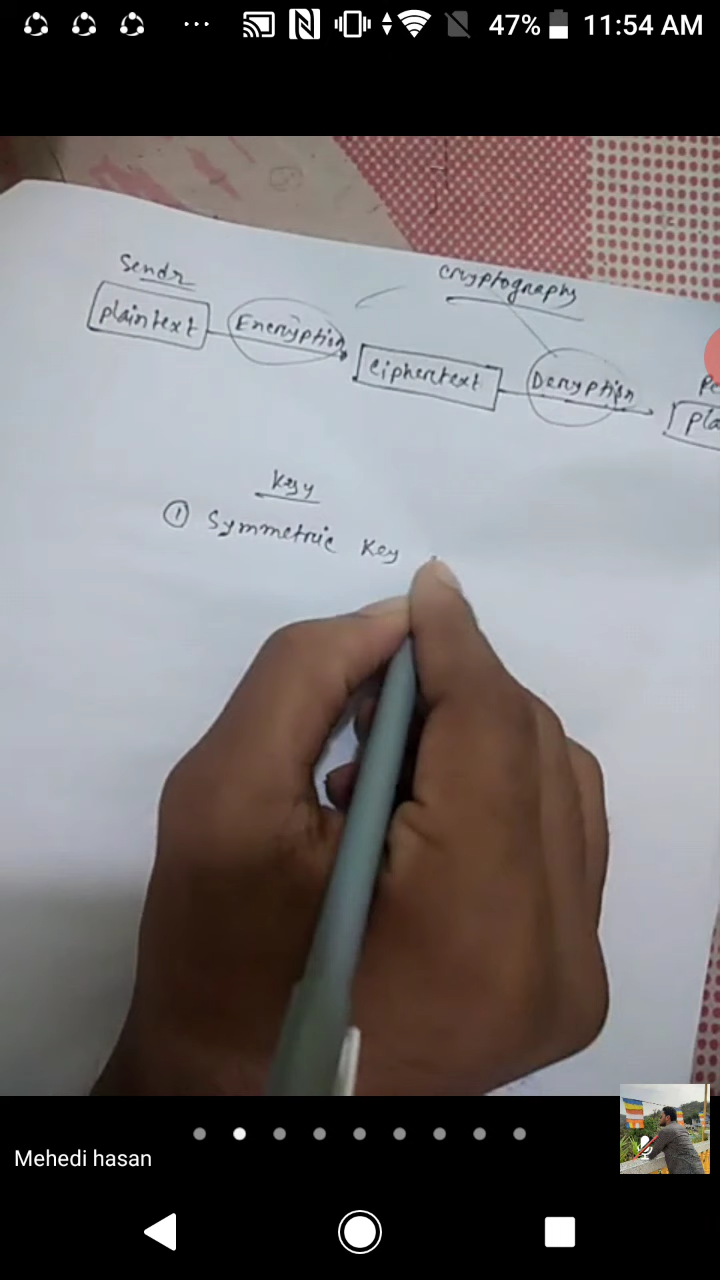 47% 11:54 AM
Sendr
cryptography
plaintext Encryption ciphertext Decryption
Key
① Symmetric Key
Mehedi hasan